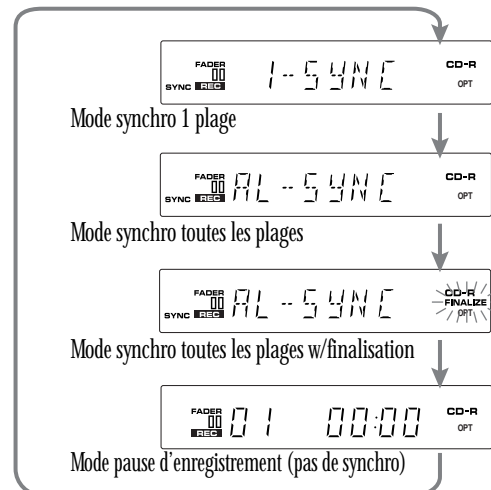 FADER
1-SYNC
CD-R
SYNC REC
OPT
Mode synchro 1 plage
FADER
AL-SYNC
CD-R
SYNC REC
OPT
Mode synchro toutes les plages
FADER
AL-SYNC
CD-R
FINALIZE
SYNC REC
OPT
Mode synchro toutes les plages w/finalisation
FADER
01 00:00
CD-R
REC
OPT
Mode pause d'enregistrement (pas de synchro)